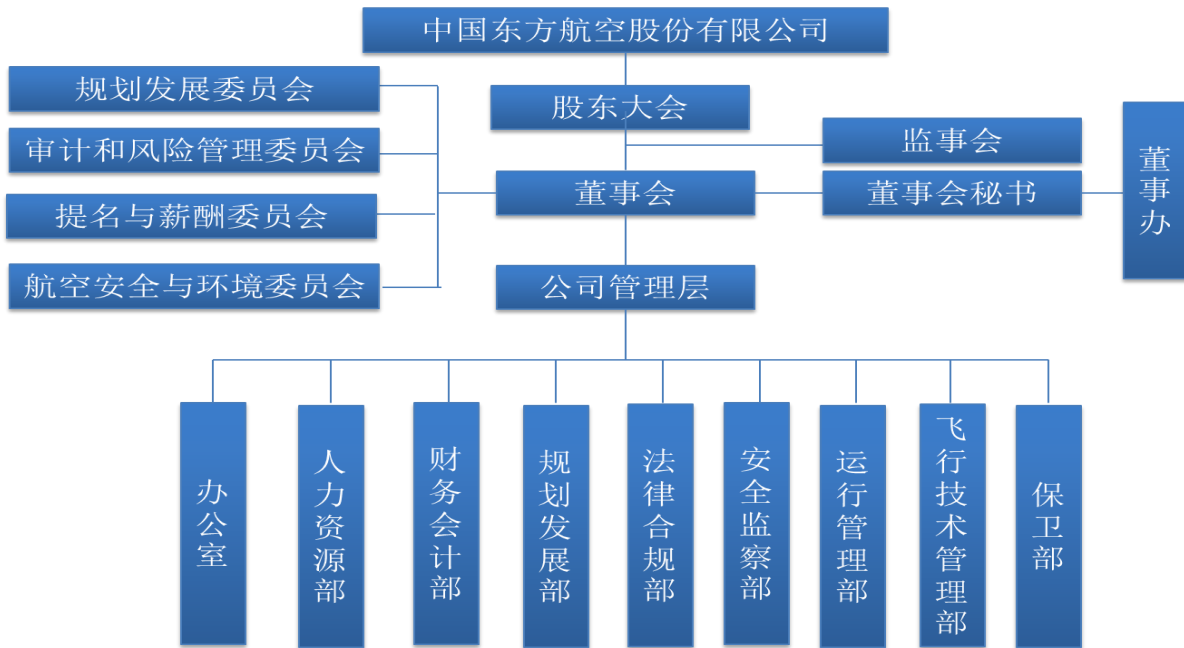 中国东方航空股份有限公司
规划发展委员会
股东大会
审计和风险管理委员会
监事会
董事办
提名与薪酬委员会
董事会
董事会秘书
航空安全与环境委员会
公司管理层
办公室
人力资源部
财务会计部
规划发展部
法律合规部
安全监察部
运行管理部
飞行技术管理部
保卫部